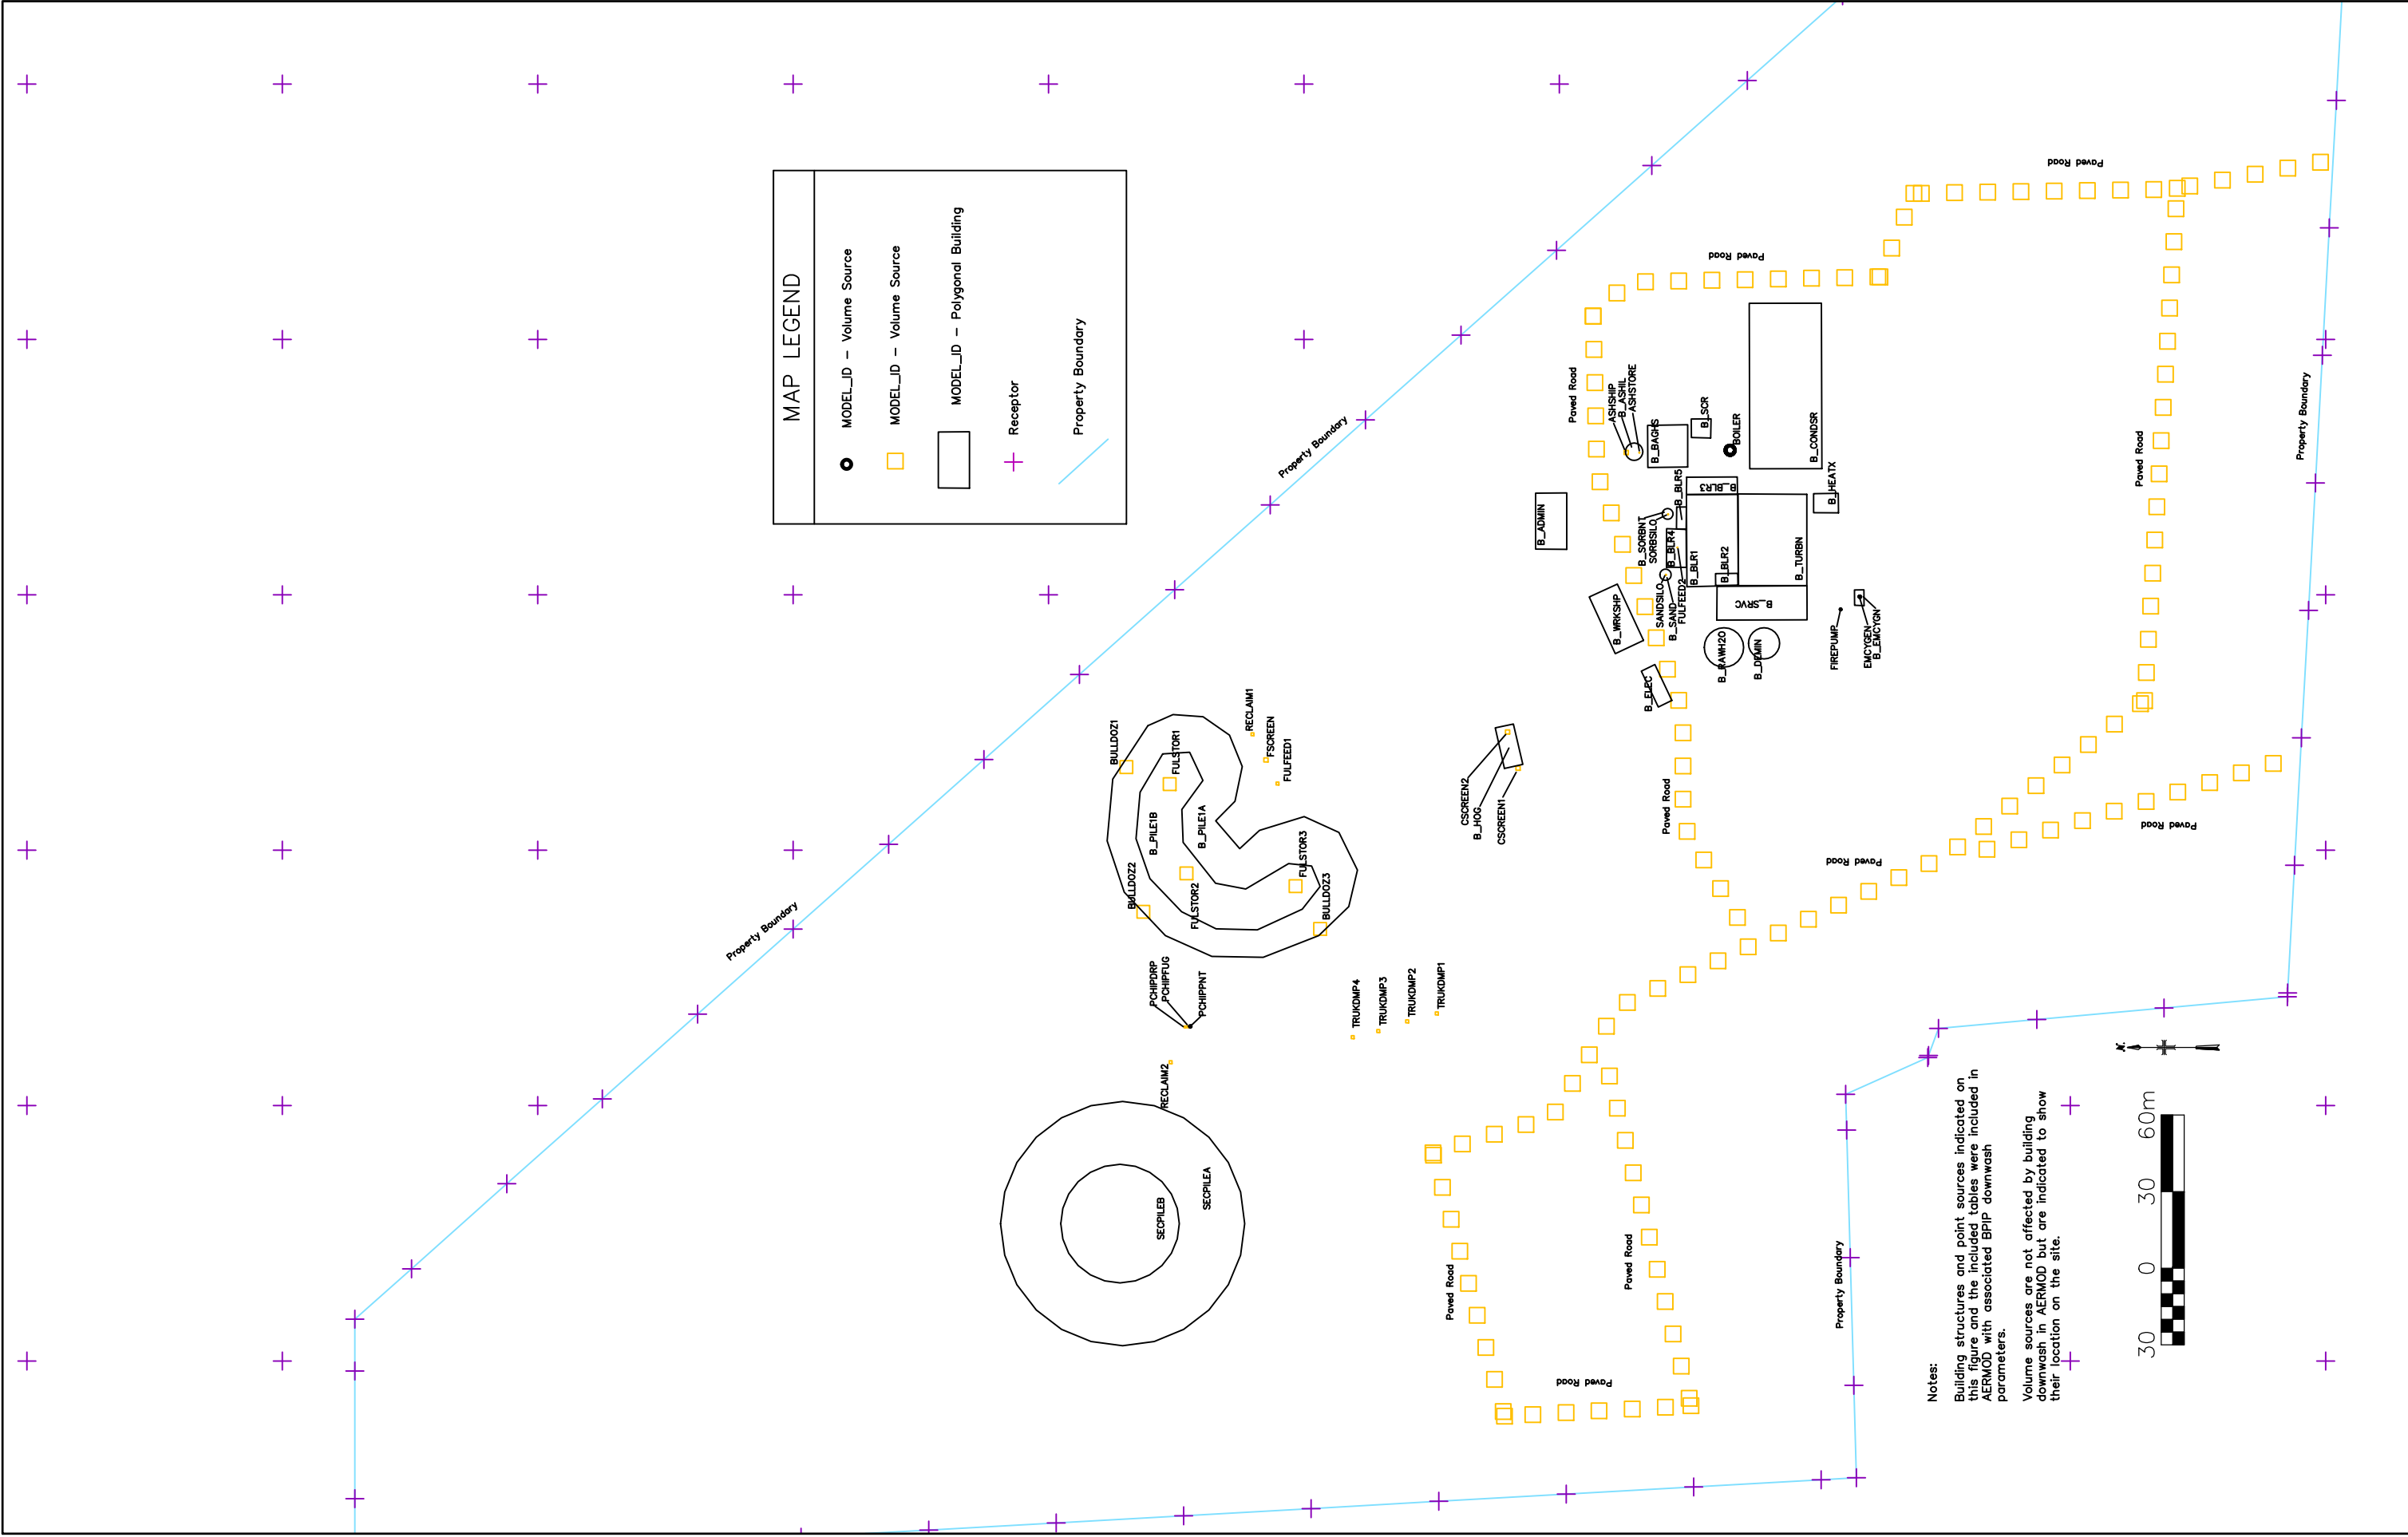 MAP LEGEND
MODEL_ID - Volume Source
MODEL_ID - Volume Source
MODEL_ID - Polygonal Building
Receptor
Property Boundary
Property Boundary
Property Boundary
Property Boundary
Property Boundary
Paved Road
Paved Road
Paved Road
Paved Road
Paved Road
Paved Road
Paved Road
Paved Road
Paved Road
Paved Road
ASHSHIP
B_ASHIL
ASHSTORE
B_BAGHS
B_SCR
BOILER
B_CONDSR
B_HEATX
B_ADMIN
B_SORBNT
SORBSILO
B_BLR5
B_BLR3
B_BLR4
B_BLR1
B_BLR2
B_TURBN
B_SRVC
SANDSILO
B_SAND
FULFEED2
B_WRKSHP
B_ELEC
B_RAWH2O
B_DEMIN
FIREPUMP
EMCYGEN
B_EMCYGN
BULLDOZ1
FULSTOR1
RECLAIM1
FSCREEN
FULFEED1
B_PILE1B
B_PILE1A
BULLDOZ2
FULSTOR2
FULSTOR3
BULLDOZ3
CSCREEN2
B_HOG
CSCREEN1
PCHIPDRP
PCHIPFUG
PCHIPPNT
RECLAIM2
TRUKDMP4
TRUKDMP3
TRUKDMP2
TRUKDMP1
SECPILEB
SECPILEA
Notes:
Building structures and point sources indicated on
this figure and the included tables were included in
AERMOD with associated BPIP downwash
parameters.
Volume sources are not affected by building
downwash in AERMOD but are indicated to show
their location on the site.
N
30 0 30 60m